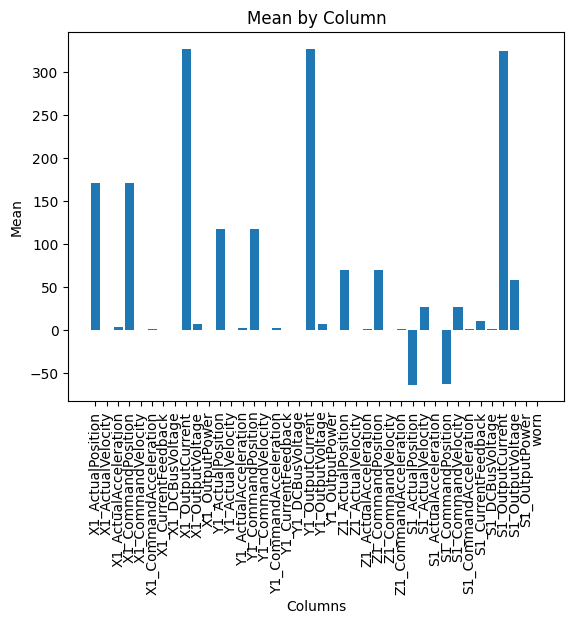 Mean by Column
Mean
300
250
200
150
100
50
0
−50
X1_ActualPosition
X1_ActualVelocity
X1_ActualAcceleration
X1_CommandPosition
X1_CommandVelocity
X1_CommandAcceleration
X1_CurrentFeedback
X1_DCBusVoltage
X1_OutputCurrent
X1_OutputVoltage
X1_OutputPower
Y1_ActualPosition
Y1_ActualVelocity
Y1_ActualAcceleration
Y1_CommandPosition
Y1_CommandVelocity
Y1_CommandAcceleration
Y1_CurrentFeedback
Y1_DCBusVoltage
Y1_OutputCurrent
Y1_OutputVoltage
Y1_OutputPower
Z1_ActualPosition
Z1_ActualVelocity
Z1_ActualAcceleration
Z1_CommandPosition
Z1_CommandVelocity
Z1_CommandAcceleration
S1_ActualPosition
S1_ActualVelocity
S1_ActualAcceleration
S1_CommandPosition
S1_CommandVelocity
S1_CommandAcceleration
S1_CurrentFeedback
S1_DCBusVoltage
S1_OutputCurrent
S1_OutputVoltage
S1_OutputPower
worn
Columns